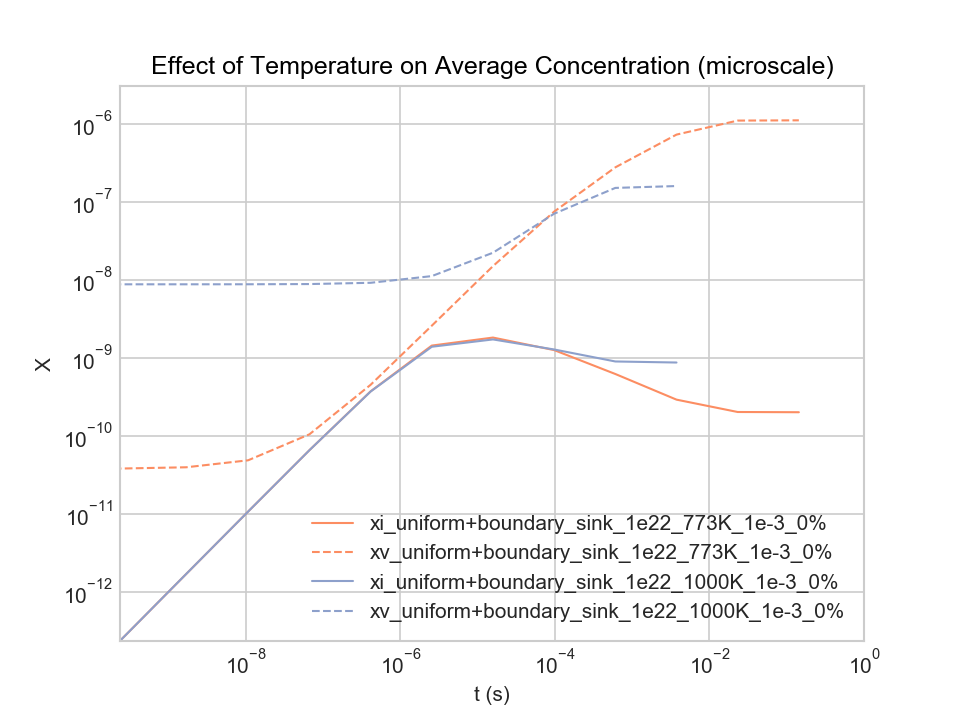 Effect of Temperature on Average Concentration (microscale)
10⁻⁶
10⁻⁷
10⁻⁸
10⁻⁹
10⁻¹⁰
10⁻¹¹
10⁻¹²
X
xi_uniform+boundary_sink_1e22_773K_1e-3_0%
xv_uniform+boundary_sink_1e22_773K_1e-3_0%
xi_uniform+boundary_sink_1e22_1000K_1e-3_0%
xv_uniform+boundary_sink_1e22_1000K_1e-3_0%
10⁻⁸ 10⁻⁶ 10⁻⁴ 10⁻² 10⁰
t (s)